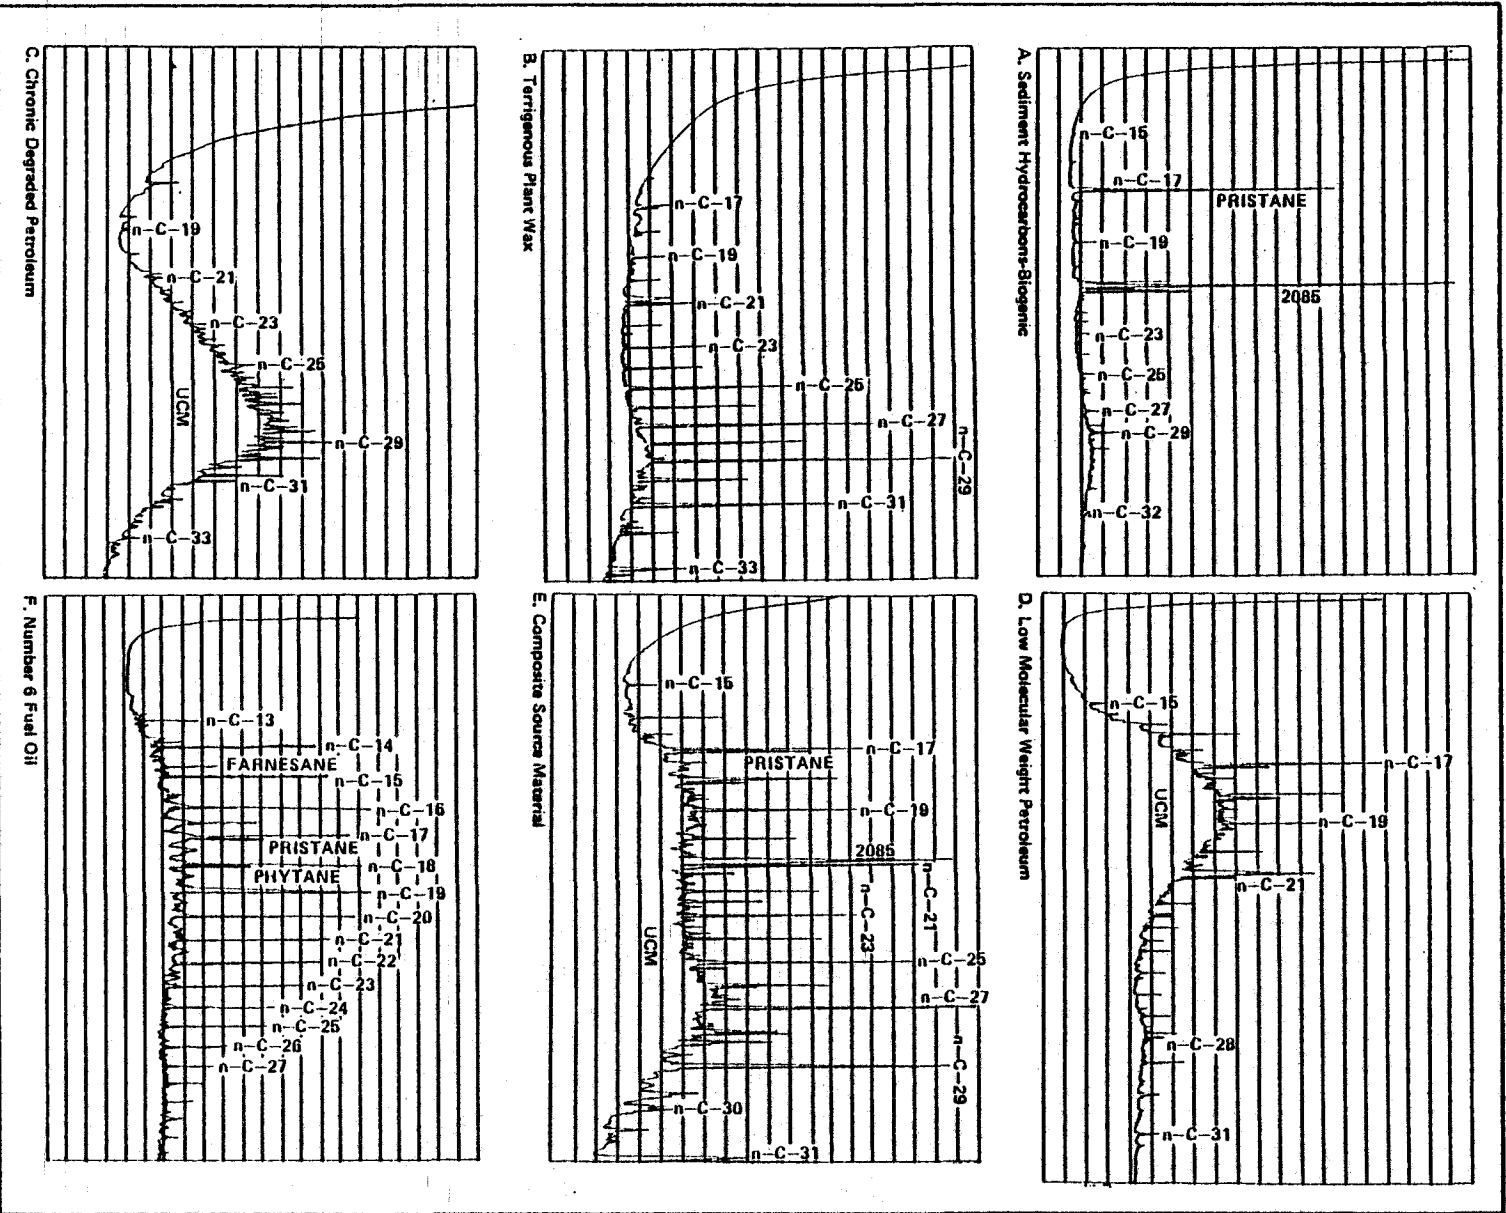 A. Sediment Hydrocarbons-Biogenic
n-C-15
n-C-17
PRISTANE
n-C-19
2085
n-C-23
n-C-25
n-C-27
n-C-29
n-C-32
B. Terrigenous Plant Wax
n-C-17
n-C-19
n-C-21
n-C-23
n-C-25
n-C-27
n-C-29
n-C-31
n-C-33
C. Chronic Degraded Petroleum
n-C-19
n-C-21
n-C-23
n-C-25
UCM
n-C-29
n-C-31
n-C-33
D. Low Molecular Weight Petroleum
n-C-15
n-C-17
UCM
n-C-19
n-C-21
n-C-28
n-C-31
E. Composite Source Material
n-C-15
n-C-17
PRISTANE
n-C-19
2085
n-C-21
n-C-23
UCM
n-C-25
n-C-27
n-C-29
n-C-30
n-C-31
F. Number 6 Fuel Oil
n-C-13
n-C-14
FARNESANE
n-C-15
n-C-16
n-C-17
PRISTANE
n-C-18
PHYTANE
n-C-19
n-C-20
n-C-21
n-C-22
n-C-23
n-C-24
n-C-25
n-C-26
n-C-27